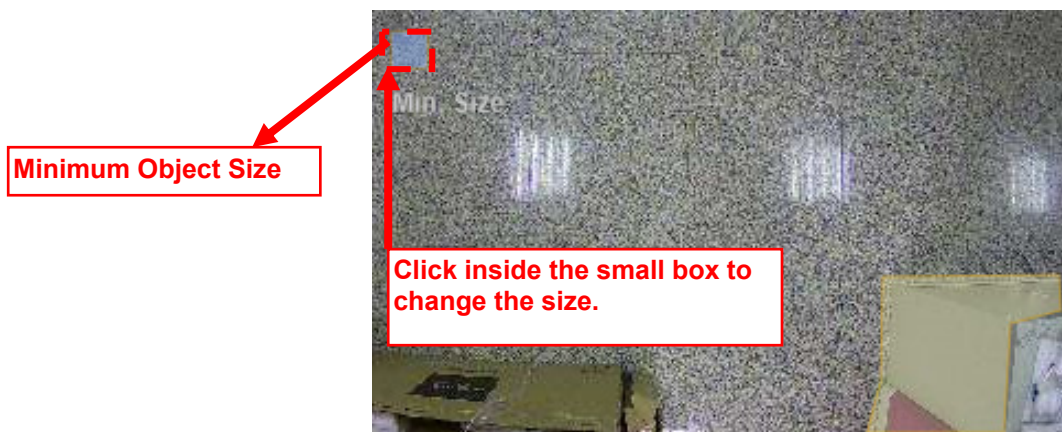 Min. Size
Minimum Object Size
Click inside the small box to
change the size.